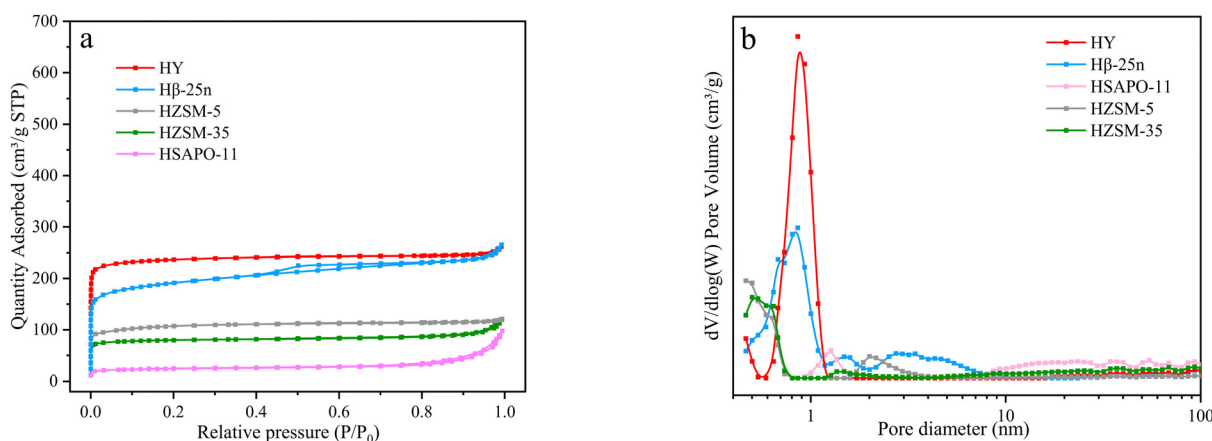 a
HY
Hβ-25n
HZSM-5
HZSM-35
HSAPO-11
Quantity Adsorbed (cm³/g STP)
700
600
500
400
300
200
100
0
0.0 0.2 0.4 0.6 0.8 1.0
Relative pressure (P/P₀)
b
HY
Hβ-25n
HSAPO-11
HZSM-5
HZSM-35
dV/dlog(W) Pore Volume (cm³/g)
1 10 100
Pore diameter (nm)